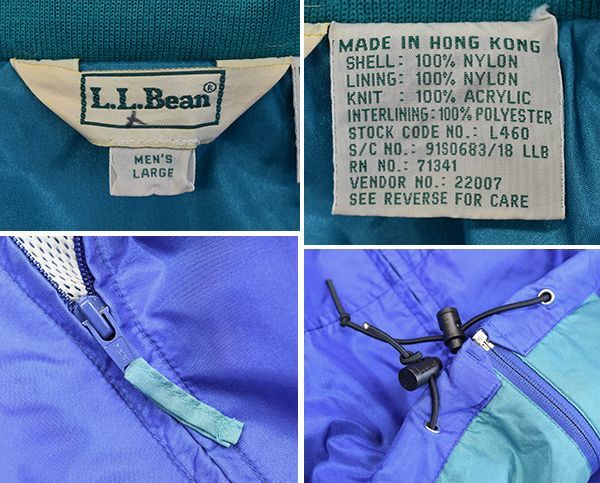 L.L.Bean®
MEN'S
LARGE
MADE IN HONG KONG
SHELL: 100% NYLON
LINING: 100% NYLON
KNIT : 100% ACRYLIC
INTERLINING: 100% POLYESTER
STOCK CODE NO.: L460
S/C NO.: 91S0683/18 LLB
RN NO.: 71341
VENDOR NO.: 22007
SEE REVERSE FOR CARE